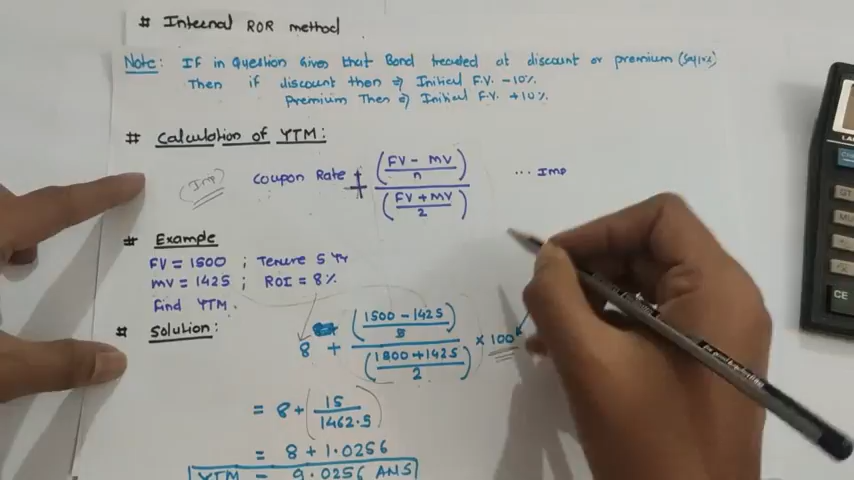 # Internal ROR method
Note: IF in Question Gives that Bond treaded at discount or premium (Say 10%)
Then if discount then ⇒ Initial F.V. -10%.
Premium Then ⇒ Initial F.V. +10%.
# Calculation of YTM:
(Imp) Coupon Rate + ((FV - MV)/n) / ((FV + MV)/2) ... Imp
# Example
FV = 1500 ; Tenure 5 Yr
MV = 1425 ; ROI = 8%
Find YTM.
# Solution:
8 + ((1500 - 1425)/5) / ((1500 + 1425)/2) × 100
= 8 + (15/1462.5)
= 8 + 1.0256
YTM = 9.0256 ANS
CE